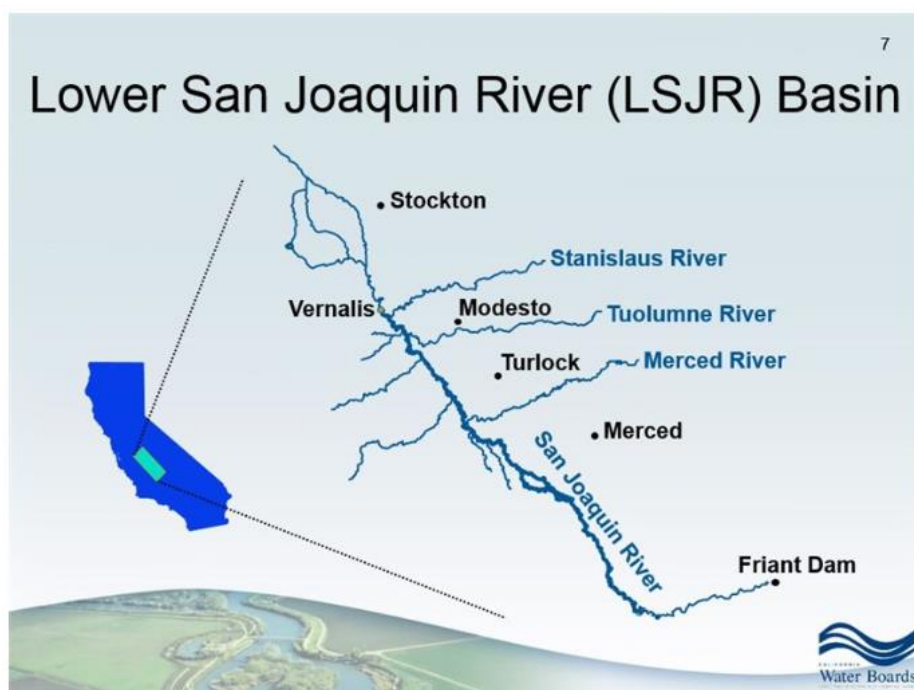 7
Lower San Joaquin River (LSJR) Basin
Stockton
Stanislaus River
Vernalis
Modesto
Tuolumne River
Turlock
Merced River
Merced
San Joaquin River
Friant Dam
CALIFORNIA
Water Boards